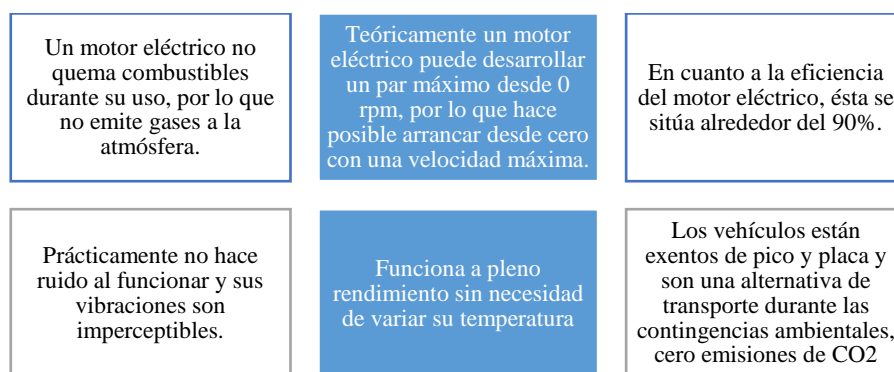 Un motor eléctrico no
quema combustibles
durante su uso, por lo que
no emite gases a la
atmósfera.
Teóricamente un motor
eléctrico puede desarrollar
un par máximo desde 0
rpm, por lo que hace
posible arrancar desde cero
con una velocidad máxima.
En cuanto a la eficiencia
del motor eléctrico, ésta se
sitúa alrededor del 90%.
Prácticamente no hace
ruido al funcionar y sus
vibraciones son
imperceptibles.
Funciona a pleno
rendimiento sin necesidad
de variar su temperatura
Los vehículos están
exentos de pico y placa y
son una alternativa de
transporte durante las
contingencias ambientales,
cero emisiones de CO2